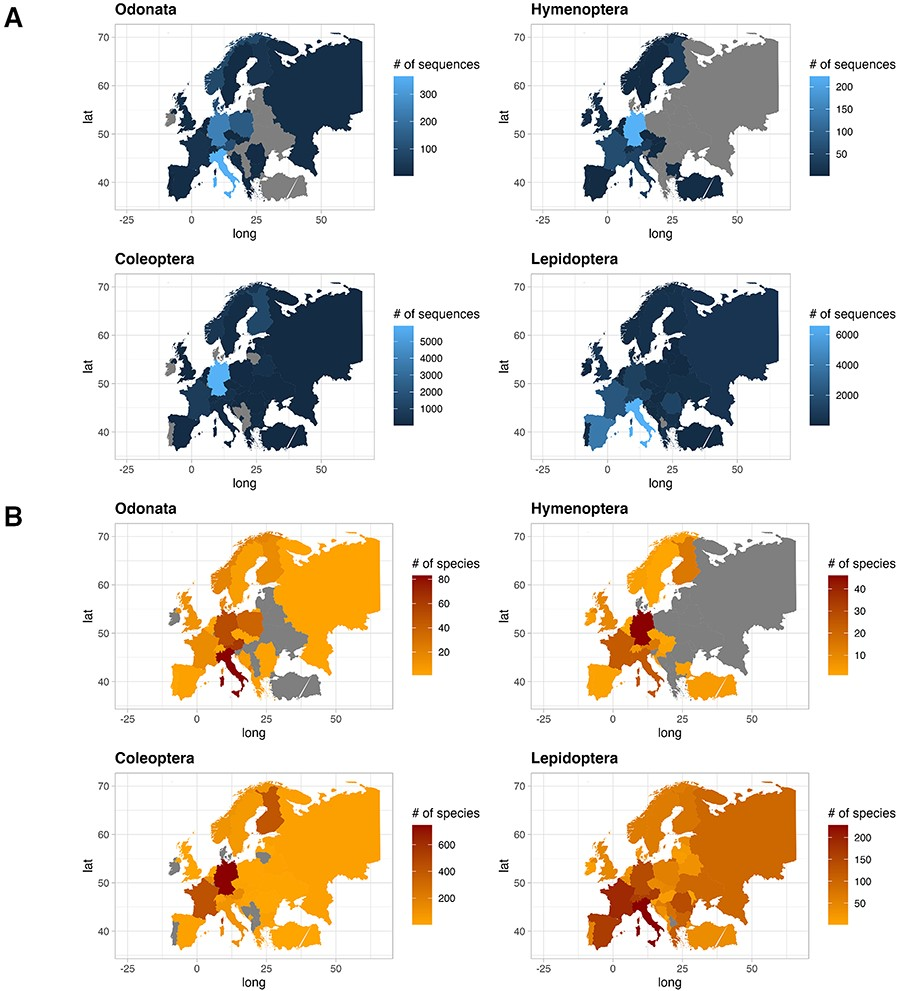 A
Odonata
70
60
50
40
lat
-25 0 25 50
long
# of sequences
300
200
100
Hymenoptera
70
60
50
40
lat
-25 0 25 50
long
# of sequences
200
150
100
50
Coleoptera
70
60
50
40
lat
-25 0 25 50
long
# of sequences
5000
4000
3000
2000
1000
Lepidoptera
70
60
50
40
lat
-25 0 25 50
long
# of sequences
6000
4000
2000
B
Odonata
70
60
50
40
lat
-25 0 25 50
long
# of species
80
60
40
20
Hymenoptera
70
60
50
40
lat
-25 0 25 50
long
# of species
40
30
20
10
Coleoptera
70
60
50
40
lat
-25 0 25 50
long
# of species
600
400
200
Lepidoptera
70
60
50
40
lat
-25 0 25 50
long
# of species
200
150
100
50